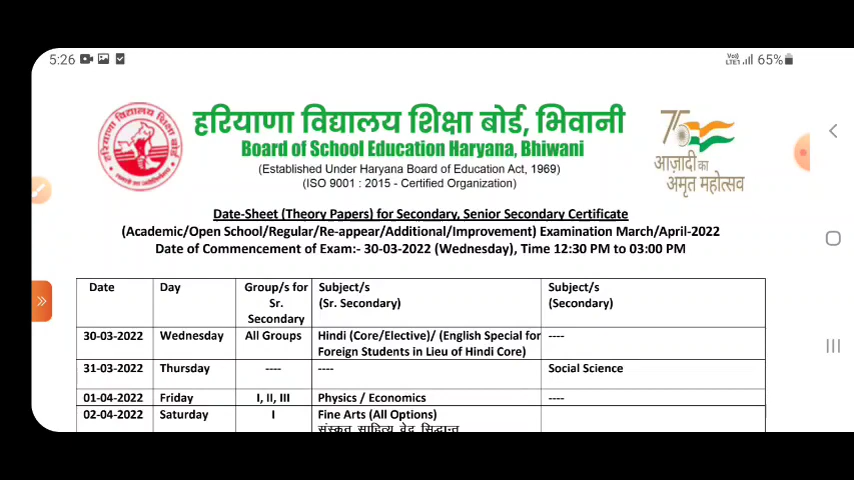 5:26
Vo)) LTE1 65%
हरियाणा विद्यालय शिक्षा बोर्ड, भिवानी
Board of School Education Haryana, Bhiwani
(Established Under Haryana Board of Education Act, 1969)
(ISO 9001 : 2015 - Certified Organization)
75
आज़ादी का
अमृत महोत्सव
Date-Sheet (Theory Papers) for Secondary, Senior Secondary Certificate
(Academic/Open School/Regular/Re-appear/Additional/Improvement) Examination March/April-2022
Date of Commencement of Exam:- 30-03-2022 (Wednesday), Time 12:30 PM to 03:00 PM
Date Day Group/s for Subject/s Subject/s
Sr. (Sr. Secondary) (Secondary)
Secondary
30-03-2022 Wednesday All Groups Hindi (Core/Elective)/ (English Special for ----
Foreign Students in Lieu of Hindi Core)
31-03-2022 Thursday ---- ---- Social Science
01-04-2022 Friday I, II, III Physics / Economics ----
02-04-2022 Saturday I Fine Arts (All Options)
संस्कृत साहित्य वेद सिद्धान्त